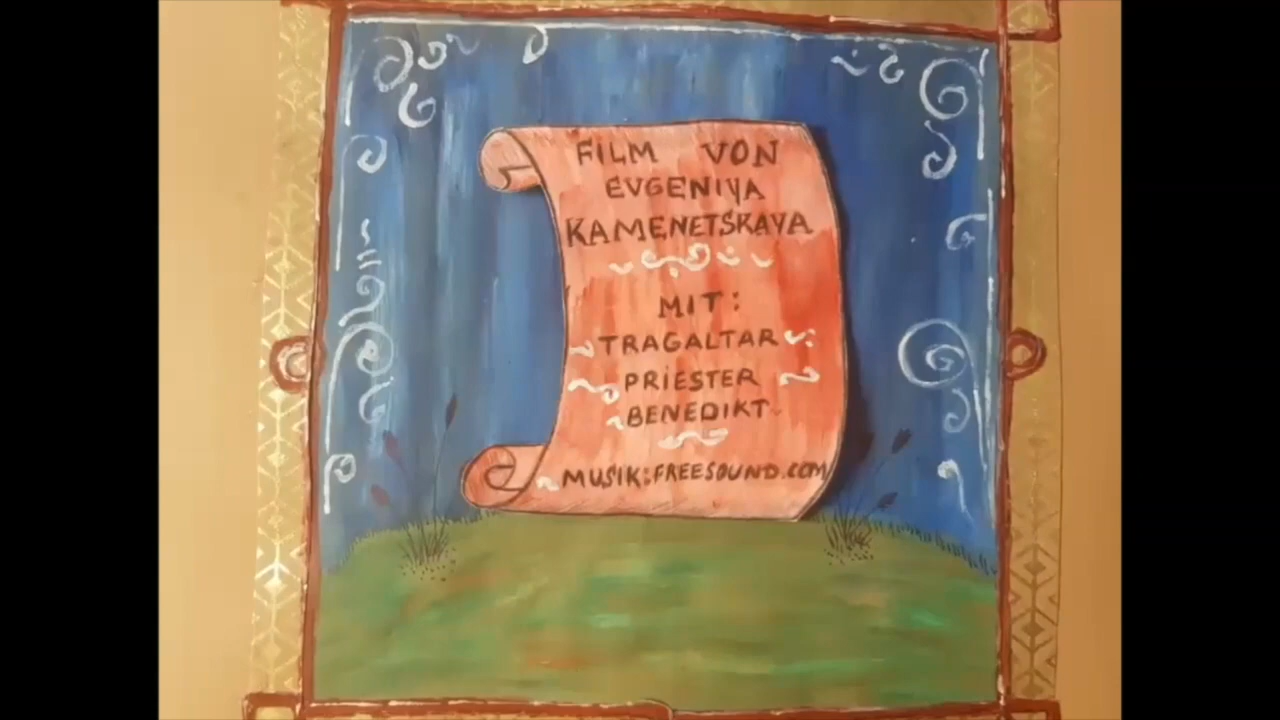 FILM VON
EVGENIYA
KAMENETSKAYA
MIT:
TRAGALTAR
PRIESTER
BENEDIKT
MUSIK:FREESOUND.COM